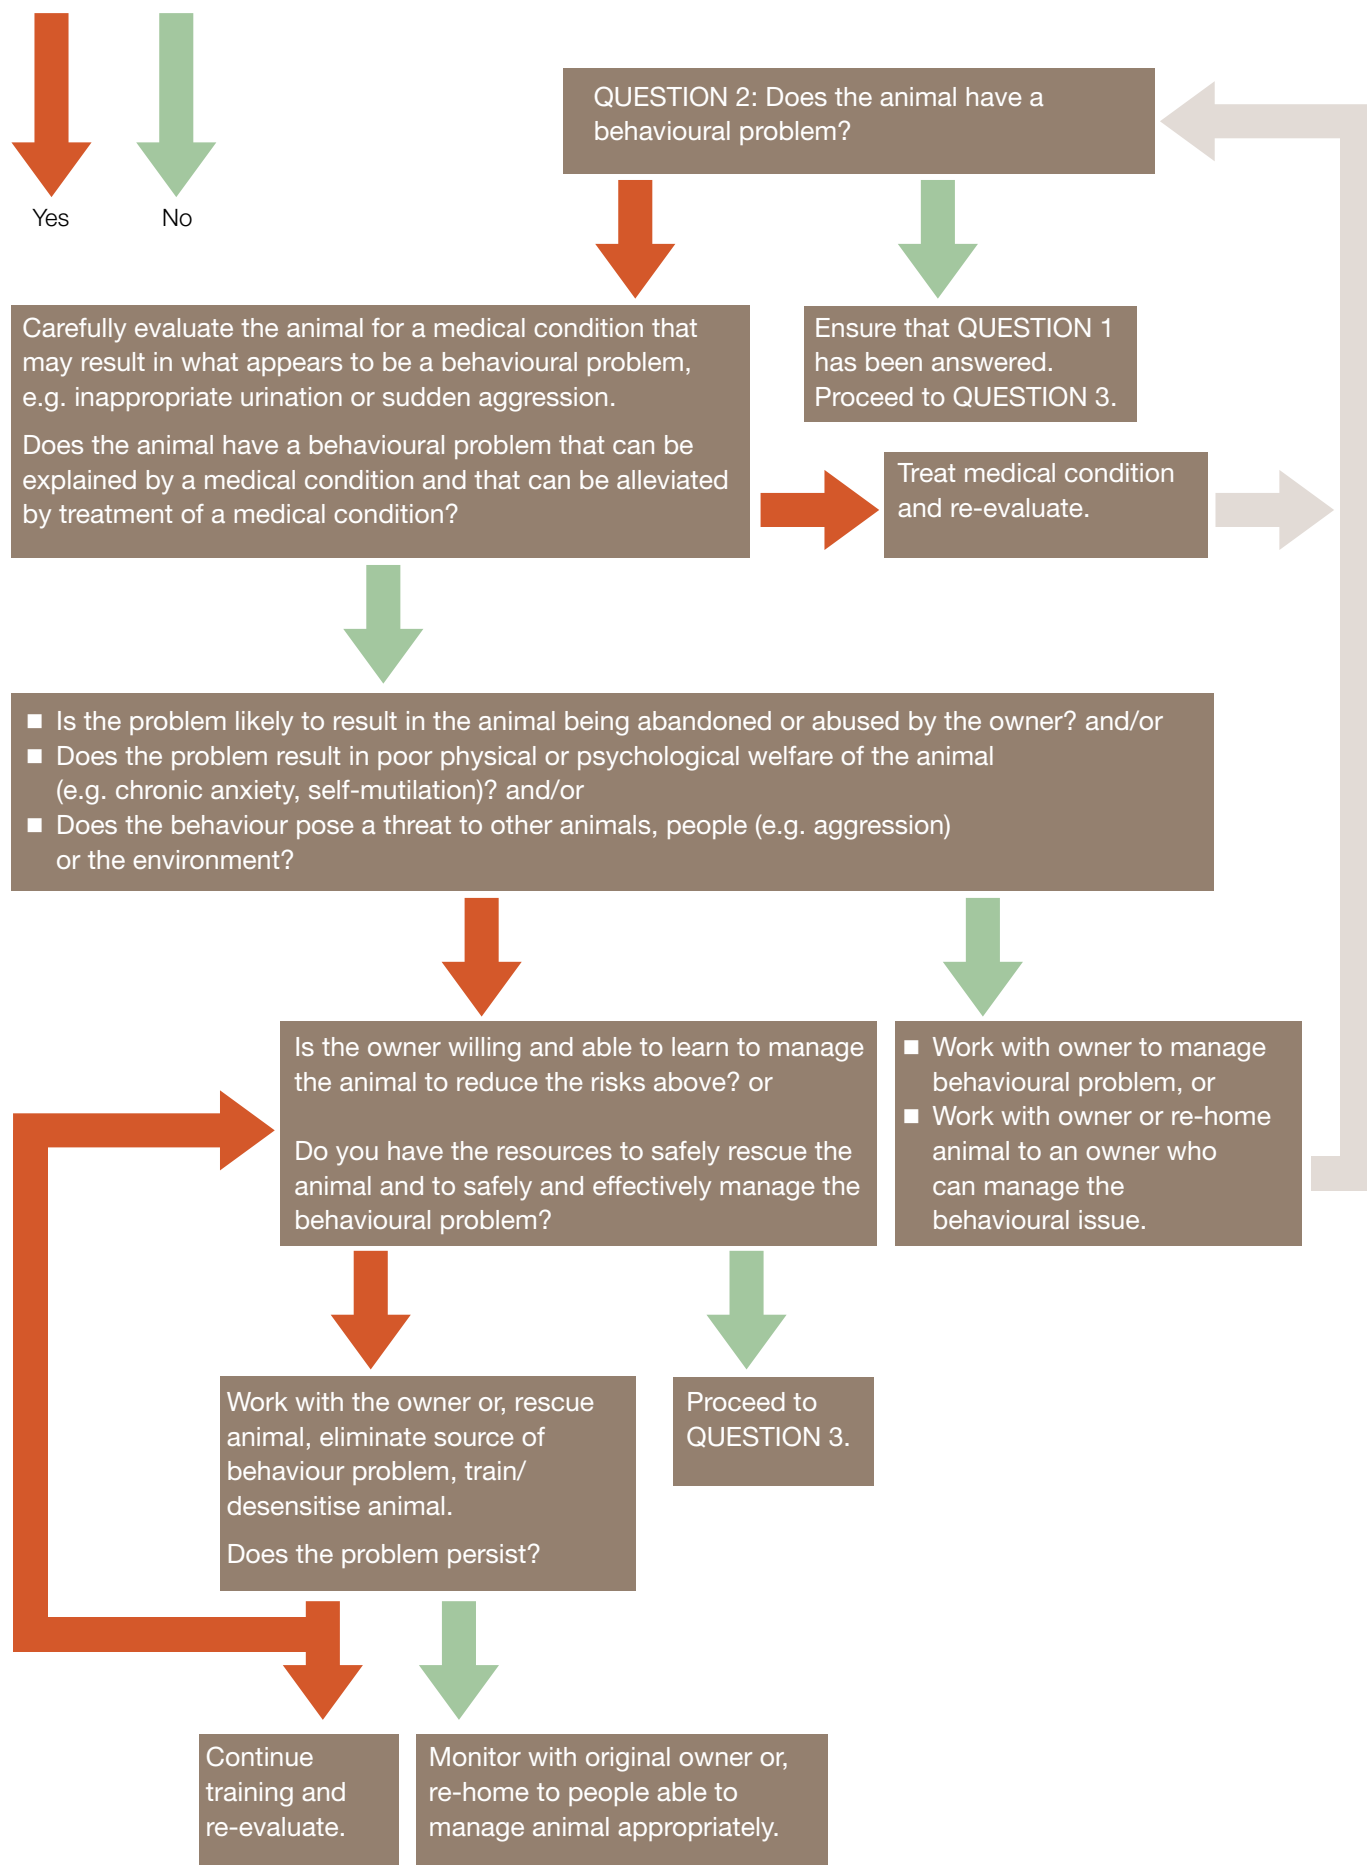 Yes
No
QUESTION 2: Does the animal have a
behavioural problem?
Carefully evaluate the animal for a medical condition that
may result in what appears to be a behavioural problem,
e.g. inappropriate urination or sudden aggression.
Does the animal have a behavioural problem that can be
explained by a medical condition and that can be alleviated
by treatment of a medical condition?
Ensure that QUESTION 1
has been answered.
Proceed to QUESTION 3.
Treat medical condition
and re-evaluate.
■ Is the problem likely to result in the animal being abandoned or abused by the owner? and/or
■ Does the problem result in poor physical or psychological welfare of the animal
(e.g. chronic anxiety, self-mutilation)? and/or
■ Does the behaviour pose a threat to other animals, people (e.g. aggression)
or the environment?
Is the owner willing and able to learn to manage
the animal to reduce the risks above? or
Do you have the resources to safely rescue the
animal and to safely and effectively manage the
behavioural problem?
■ Work with owner to manage
behavioural problem, or
■ Work with owner or re-home
animal to an owner who
can manage the
behavioural issue.
Work with the owner or, rescue
animal, eliminate source of
behaviour problem, train/
desensitise animal.
Does the problem persist?
Proceed to
QUESTION 3.
Continue
training and
re-evaluate.
Monitor with original owner or,
re-home to people able to
manage animal appropriately.